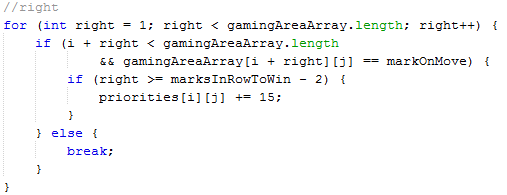 //right
for (int right = 1; right < gamingAreaArray.length; right++) {
    if (i + right < gamingAreaArray.length
            && gamingAreaArray[i + right][j] == markOnMove) {
        if (right >= marksInRowToWin - 2) {
            priorities[i][j] += 15;
        }
    } else {
        break;
    }
}